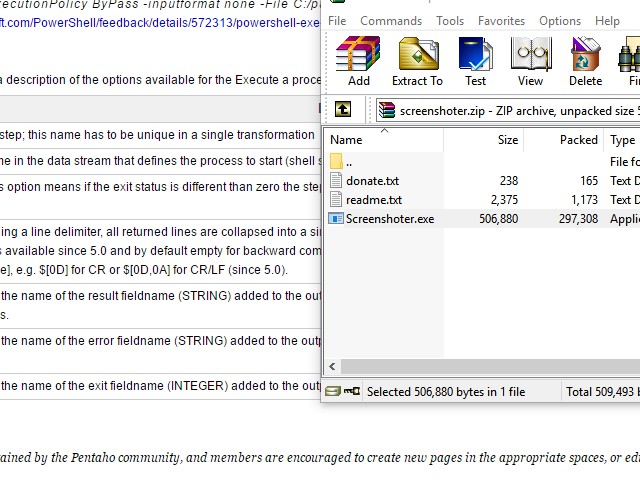 ecutionPolicy ByPass -inputformat none -File C:/p
ft.com/PowerShell/feedback/details/572313/powershell-exe
a description of the options available for the Execute a proce
step; this name has to be unique in a single transformation
ne in the data stream that defines the process to start (shell s
s option means if the exit status is different than zero the step
ing a line delimiter, all returned lines are collapsed into a sin
s available since 5.0 and by default empty for backward com
e], e.g. $[0D] for CR or $[0D,0A] for CR/LF (since 5.0).
the name of the result fieldname (STRING) added to the out
s.
the name of the error fieldname (STRING) added to the outp
the name of the exit fieldname (INTEGER) added to the outp
ained by the Pentaho community, and members are encouraged to create new pages in the appropriate spaces, or edi
File Commands Tools Favorites Options Help
Add Extract To Test View Delete Fin
screenshoter.zip - ZIP archive, unpacked size 5
Name Size Packed Type
.. File fo
donate.txt 238 165 Text D
readme.txt 2,375 1,173 Text D
Screenshoter.exe 506,880 297,308 Applic
Selected 506,880 bytes in 1 file Total 509,493 b